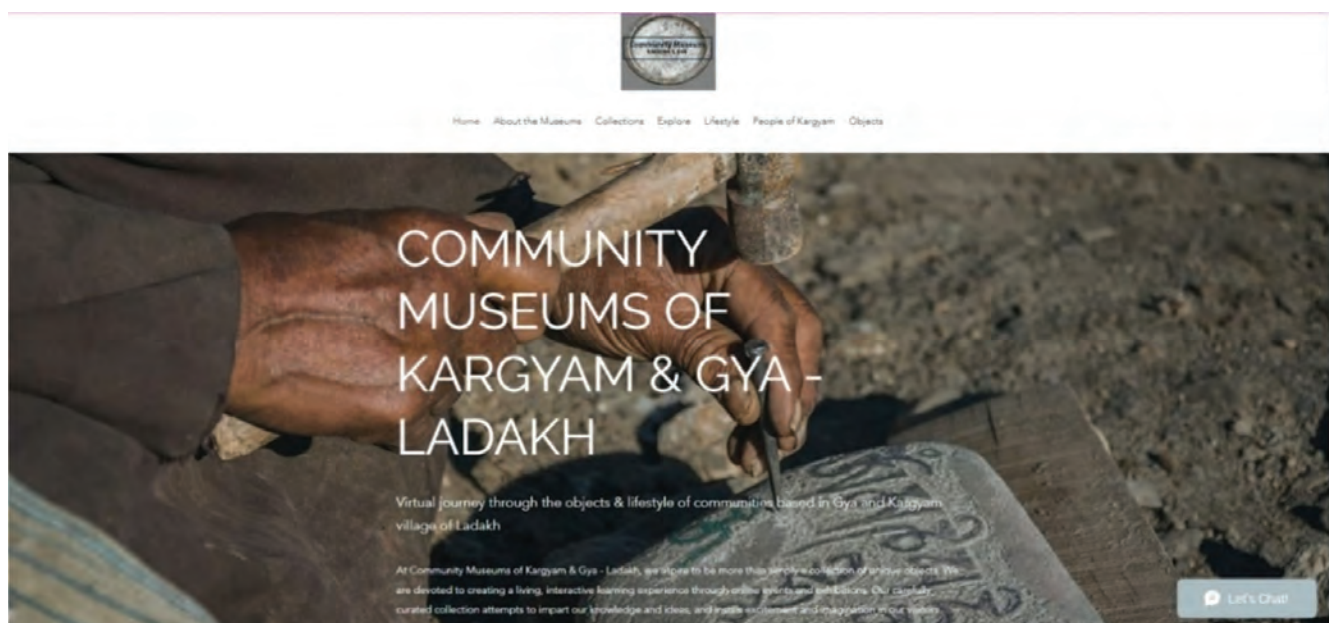 Community Museum
Home About the Museums Collections Explore Lifestyle People of Kargyam Objects
COMMUNITY
MUSEUMS OF
KARGYAM & GYA -
LADAKH
Virtual journey through the objects & lifestyle of communities based in Gya and Kargyam
village of Ladakh
At Community Museums of Kargyam & Gya - Ladakh, we aspire to be more than simply a collection of unique objects. We
are devoted to creating a living, interactive learning experience through online events and exhibitions. Our carefully
curated collection attempts to impart our knowledge and ideas, and instile excitement and imagination in our visitors
Let's Chat!